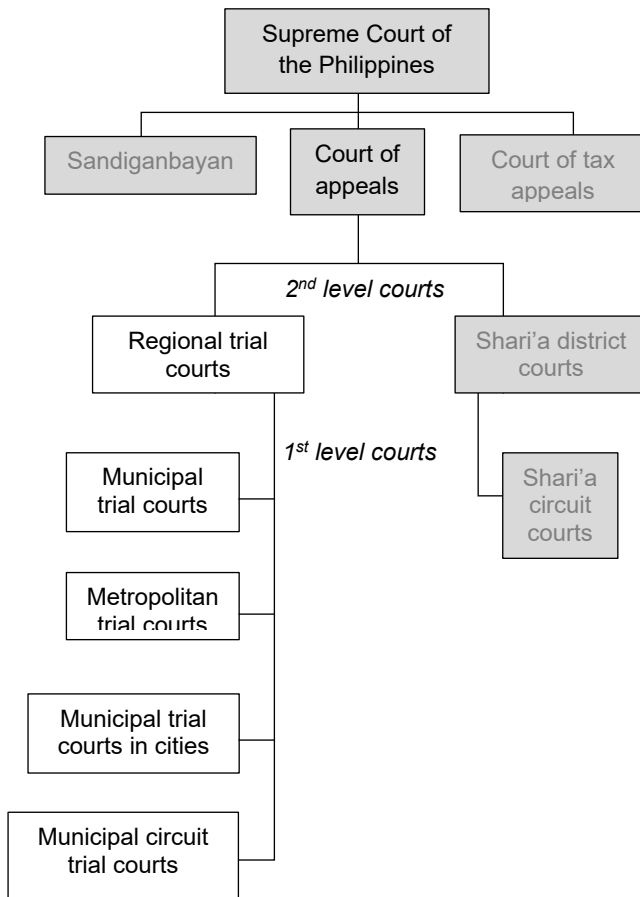 Supreme Court of
the Philippines
Sandiganbayan
Court of
appeals
Court of tax
appeals
2nd level courts
Regional trial
courts
Shari’a district
courts
1st level courts
Municipal
trial courts
Shari’a
circuit
courts
Metropolitan
trial courts
Municipal trial
courts in cities
Municipal circuit
trial courts